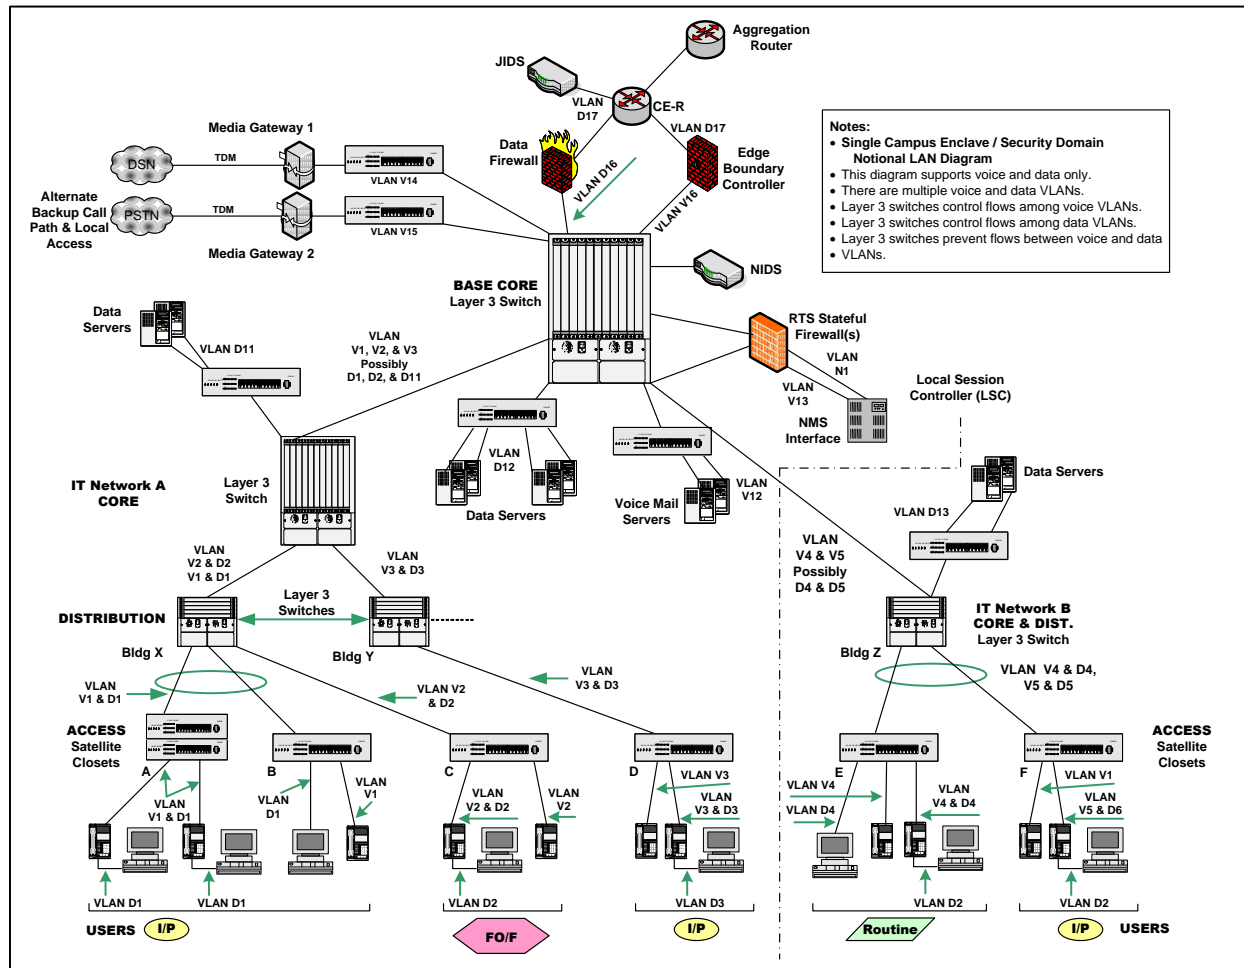 Aggregation
Router
JIDS
VLAN
D17
CE-R
VLAN D17
Media Gateway 1
Data
Firewall
Edge
Boundary
Controller
DSN
TDM
VLAN V14
VLAN D16
VLAN V16
Alternate
Backup Call
Path & Local
Access
PSTN
TDM
VLAN V15
Media Gateway 2
Notes:
• Single Campus Enclave / Security Domain
Notional LAN Diagram
• This diagram supports voice and data only.
• There are multiple voice and data VLANs.
• Layer 3 switches control flows among voice VLANs.
• Layer 3 switches control flows among data VLANs.
• Layer 3 switches prevent flows between voice and data
• VLANs.
BASE CORE
Layer 3 Switch
NIDS
Data
Servers
VLAN D11
VLAN
V1, V2, & V3
Possibly
D1, D2, & D11
RTS Stateful
Firewall(s)
VLAN
N1
VLAN
V13
NMS
Interface
Local Session
Controller (LSC)
IT Network A
CORE
Layer 3
Switch
VLAN
D12
Data Servers
Voice Mail
Servers
VLAN
V12
Data Servers
VLAN D13
VLAN
V4 & V5
Possibly
D4 & D5
VLAN
V2 & D2
V1 & D1
VLAN
V3 & D3
Layer 3
Switches
DISTRIBUTION
Bldg X
Bldg Y
IT Network B
CORE & DIST.
Layer 3 Switch
Bldg Z
VLAN V4 & D4,
V5 & D5
VLAN
V1 & D1
VLAN V2
& D2
VLAN
V3 & D3
ACCESS
Satellite
Closets
A
B
C
D
E
F
ACCESS
Satellite
Closets
VLAN
V1 & D1
VLAN
D1
VLAN
V1
VLAN
V2 & D2
VLAN
V2
VLAN V3
VLAN
V3 & D3
VLAN V4
VLAN D4
VLAN
V4 & D4
VLAN V1
VLAN
V5 & D6
VLAN D1
VLAN D1
VLAN D2
VLAN D3
VLAN D2
VLAN D2
USERS
I/P
FO/F
I/P
Routine
I/P
USERS